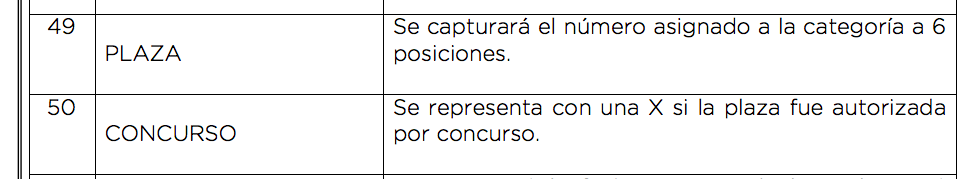 49
PLAZA
Se capturará el número asignado a la categoría a 6
posiciones.
50
CONCURSO
Se representa con una X si la plaza fue autorizada
por concurso.